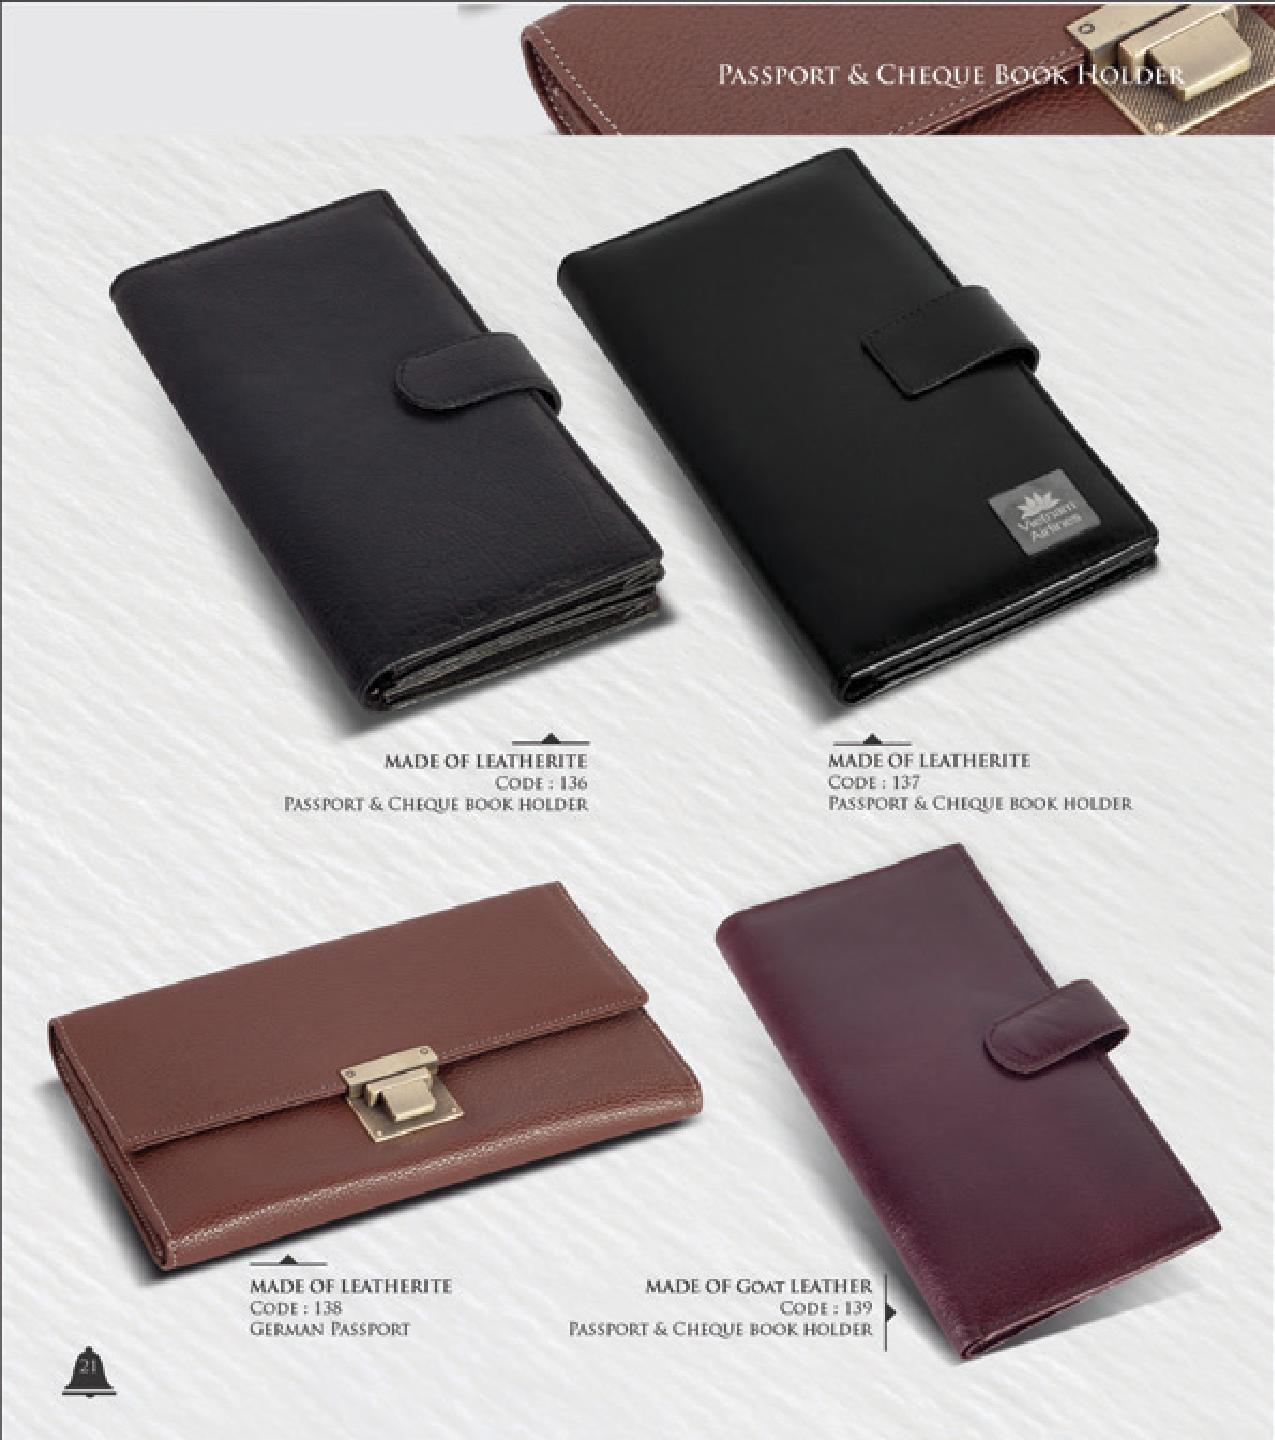 Passport & Cheque Book Holder
Vietnam
Airlines
MADE OF LEATHERITE
Code : 136
Passport & Cheque book holder
MADE OF LEATHERITE
Code : 137
Passport & Cheque book holder
MADE OF LEATHERITE
Code : 138
German Passport
MADE OF Goat LEATHER
Code : 139
Passport & Cheque book holder
21